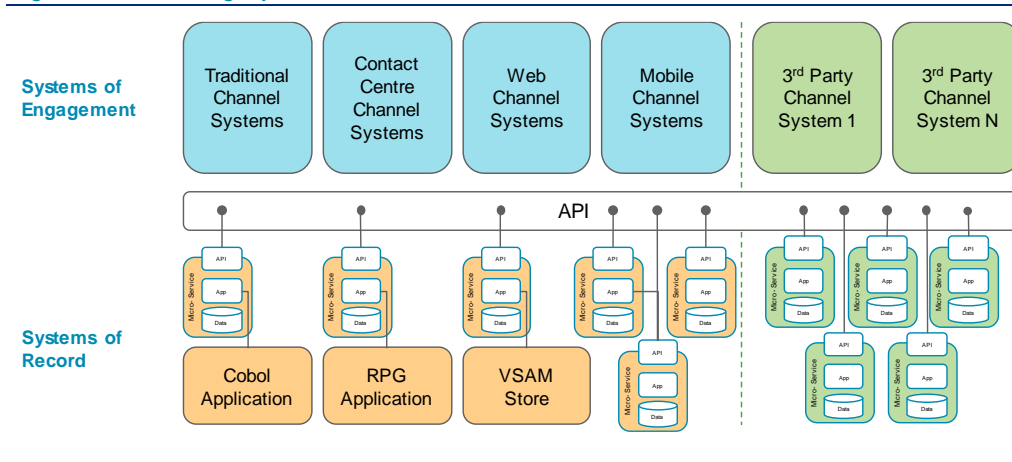 Systems of
Engagement
Traditional
Channel
Systems
Contact
Centre
Channel
Systems
Web
Channel
Systems
Mobile
Channel
Systems
3rd Party
Channel
System 1
3rd Party
Channel
System N
API
Systems of
Record
API
Micro- Service
App
Data
API
Micro- Service
App
Data
API
Micro- Service
App
Data
API
Micro- Service
App
Data
API
Micro- Service
App
Data
API
Micro- Service
App
Data
API
Micro- Service
App
Data
API
Micro- Service
App
Data
Cobol
Application
RPG
Application
VSAM
Store
API
Micro- Service
App
Data
API
Micro- Service
App
Data
API
Micro- Service
App
Data